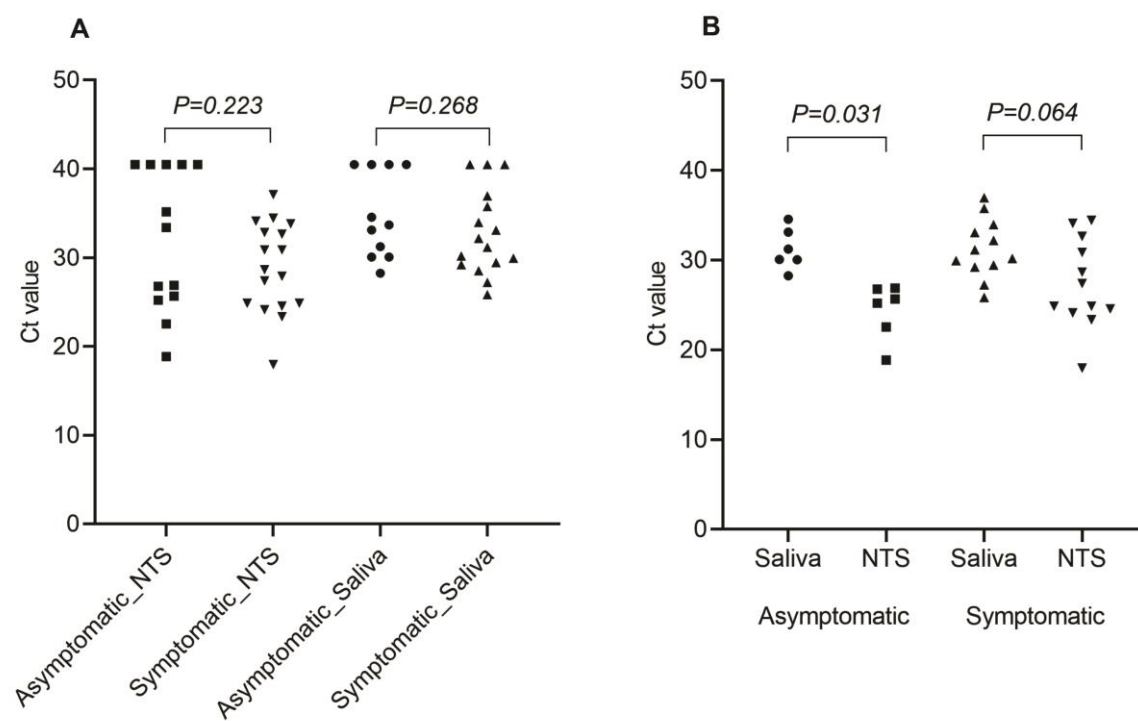 A
50
40
30
20
10
0
Ct value
P=0.223
P=0.268
Asymptomatic_NTS
Symptomatic_NTS
Asymptomatic_Saliva
Symptomatic_Saliva
B
50
40
30
20
10
0
Ct value
P=0.031
P=0.064
Saliva NTS Saliva NTS
Asymptomatic Symptomatic